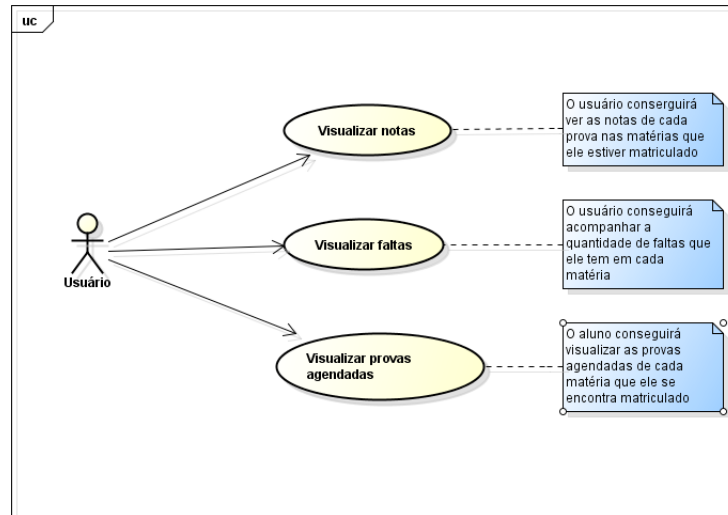 uc
Visualizar notas
O usuário conserguirá
ver as notas de cada
prova nas matérias que
ele estiver matriculado
Visualizar faltas
O usuário conseguirá
acompanhar a
quantidade de faltas que
ele tem em cada
matéria
Usuário
Visualizar provas
agendadas
O aluno conseguirá
visualizar as provas
agendadas de cada
matéria que ele se
encontra matriculado